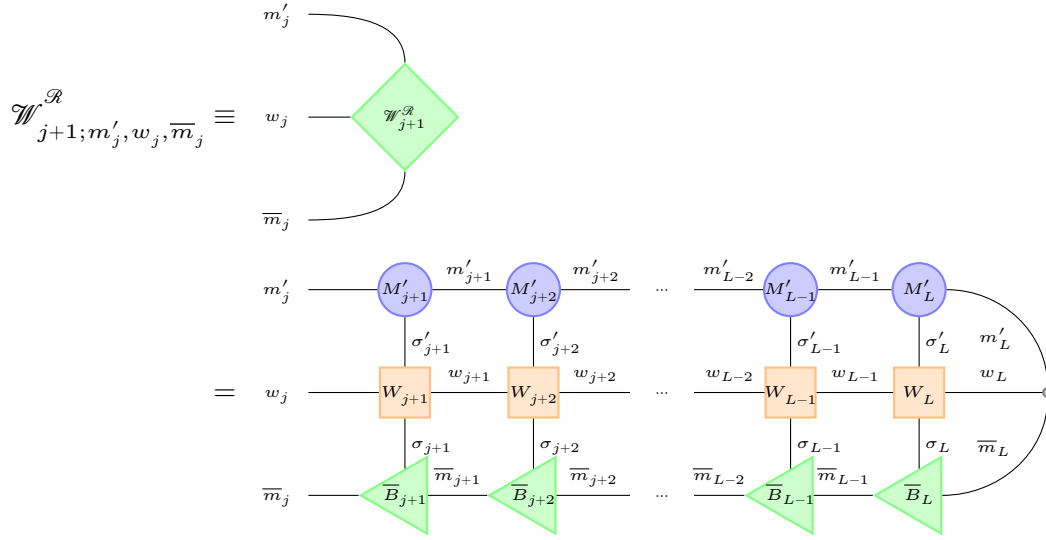 m′_j
𝒲^ℛ_{j+1; m′_j, w_j, m̅_j} ≡ w_j 𝒲^ℛ_{j+1}
m̅_j
m′_{j+1} m′_{j+2} m′_{L−2} m′_{L−1}
m′_j M′_{j+1} M′_{j+2} ... M′_{L−1} M′_L
σ′_{j+1} σ′_{j+2} σ′_{L−1} σ′_L m′_L
w_{j+1} w_{j+2} w_{L−2} w_{L−1} w_L
= w_j W_{j+1} W_{j+2} ... W_{L−1} W_L
σ_{j+1} σ_{j+2} σ_{L−1} σ_L m̅_L
m̅_{j+1} m̅_{j+2} m̅_{L−2} m̅_{L−1}
m̅_j B̅_{j+1} B̅_{j+2} ... B̅_{L−1} B̅_L